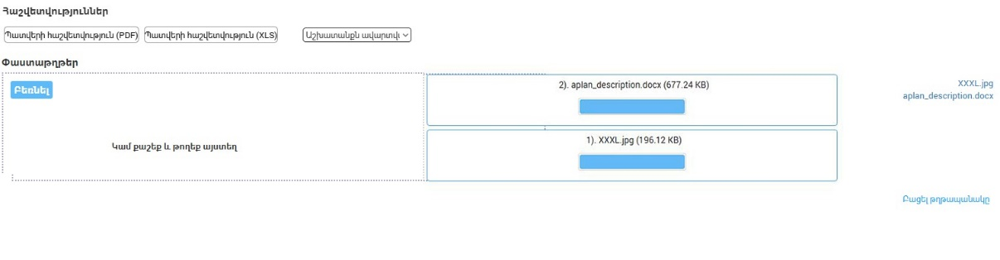 Հաշվետվություններ
Պատվերի հաշվետվություն (PDF) Պատվերի հաշվետվություն (XLS) Աշխատանքն ավարտվ
Փաստաթղթեր
Բեռնել
Կամ քաշեք և թողեք այստեղ
2). aplan_description.docx (677.24 KB)
1). XXXL.jpg (196.12 KB)
XXXL.jpg
aplan_description.docx
Բացել թղթապանակը